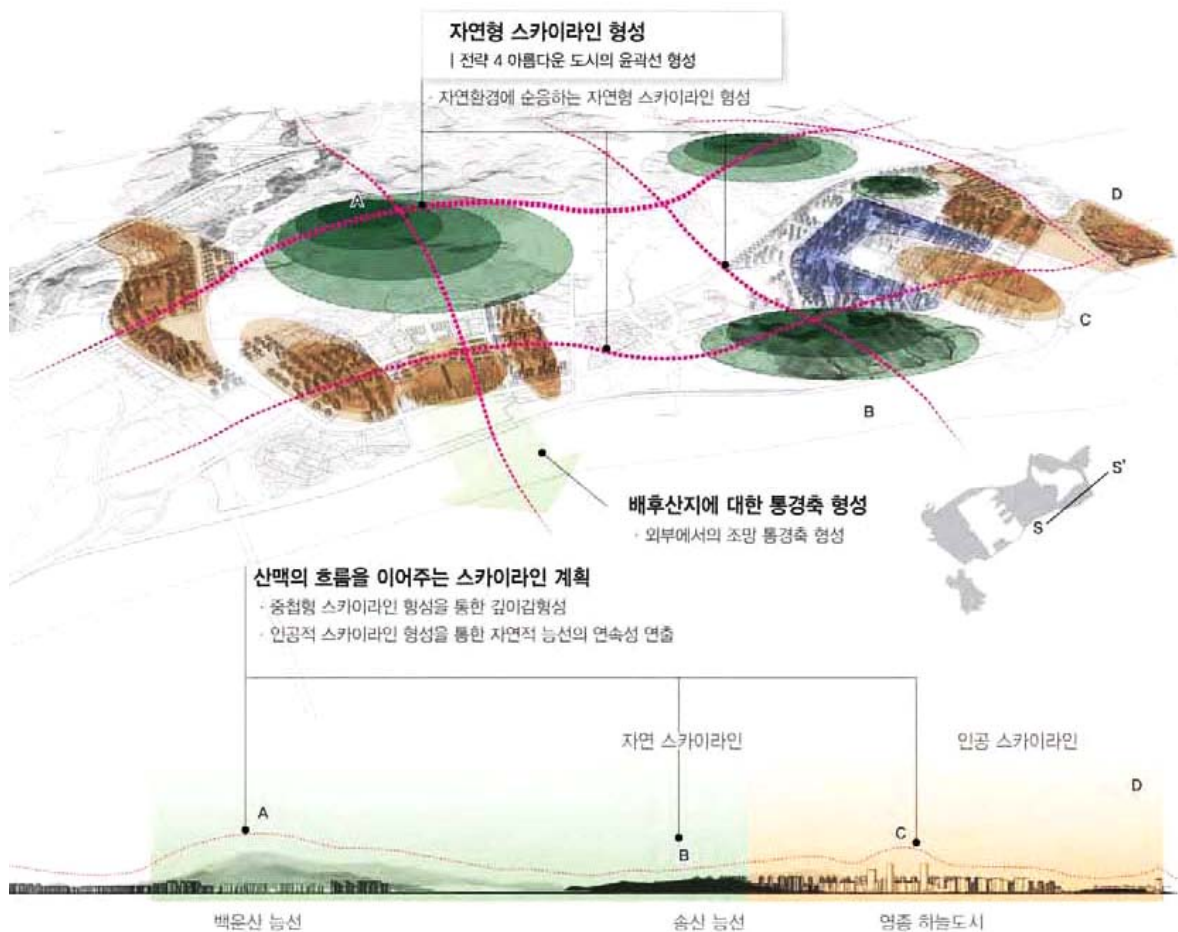 자연형 스카이라인 형성
| 전략 4 아름다운 도시의 윤곽선 형성
· 자연환경에 순응하는 자연형 스카이라인 형성
A
D
C
B
S'
S
배후산지에 대한 통경축 형성
· 외부에서의 조망 통경축 형성
산맥의 흐름을 이어주는 스카이라인 계획
· 중첩형 스카이라인 형성을 통한 깊이감형성
· 인공적 스카이라인 형성을 통한 자연적 능선의 연속성 연출
자연 스카이라인
인공 스카이라인
D
A
C
B
백운산 능선
송산 능선
영종 하늘도시